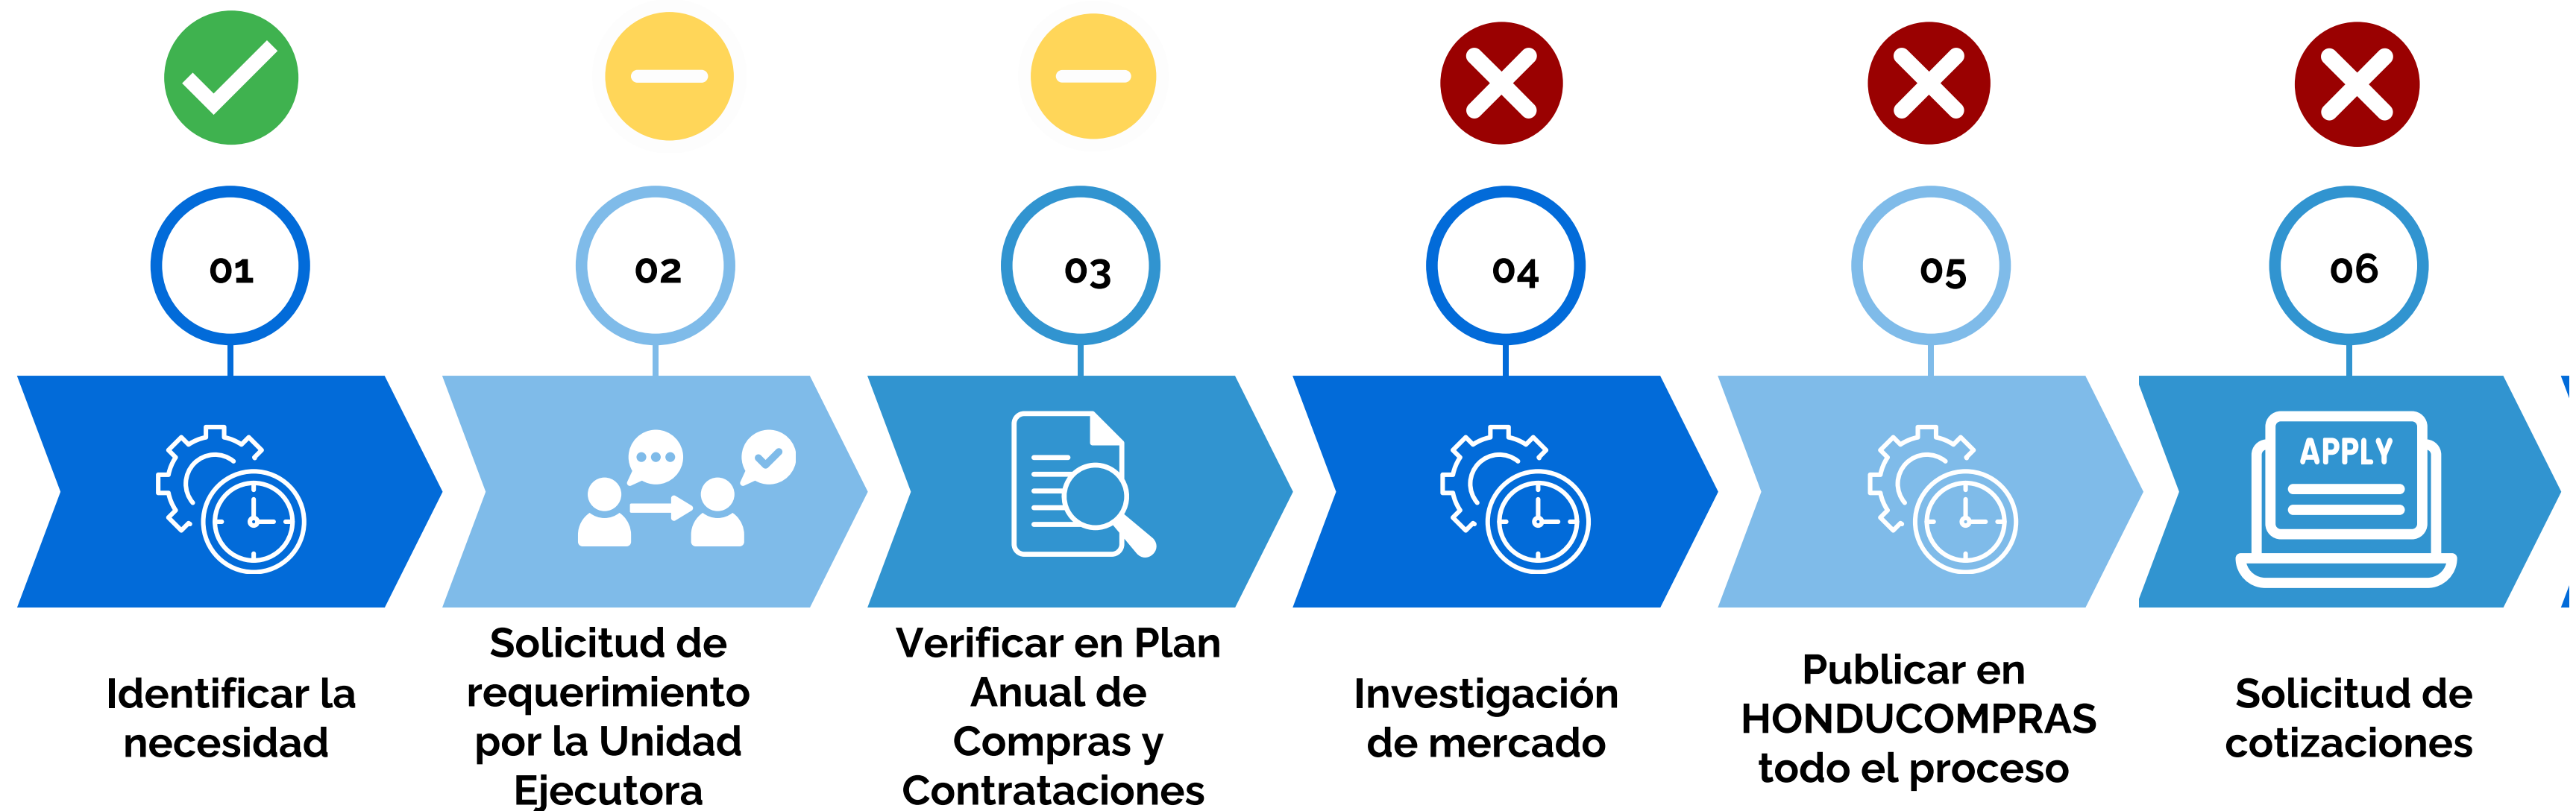 01
02
03
04
05
06
APPLY
Identificar la
necesidad
Solicitud de
requerimiento
por la Unidad
Ejecutora
Verificar en Plan
Anual de
Compras y
Contrataciones
Investigación
de mercado
Publicar en
HONDUCOMPRAS
todo el proceso
Solicitud de
cotizaciones